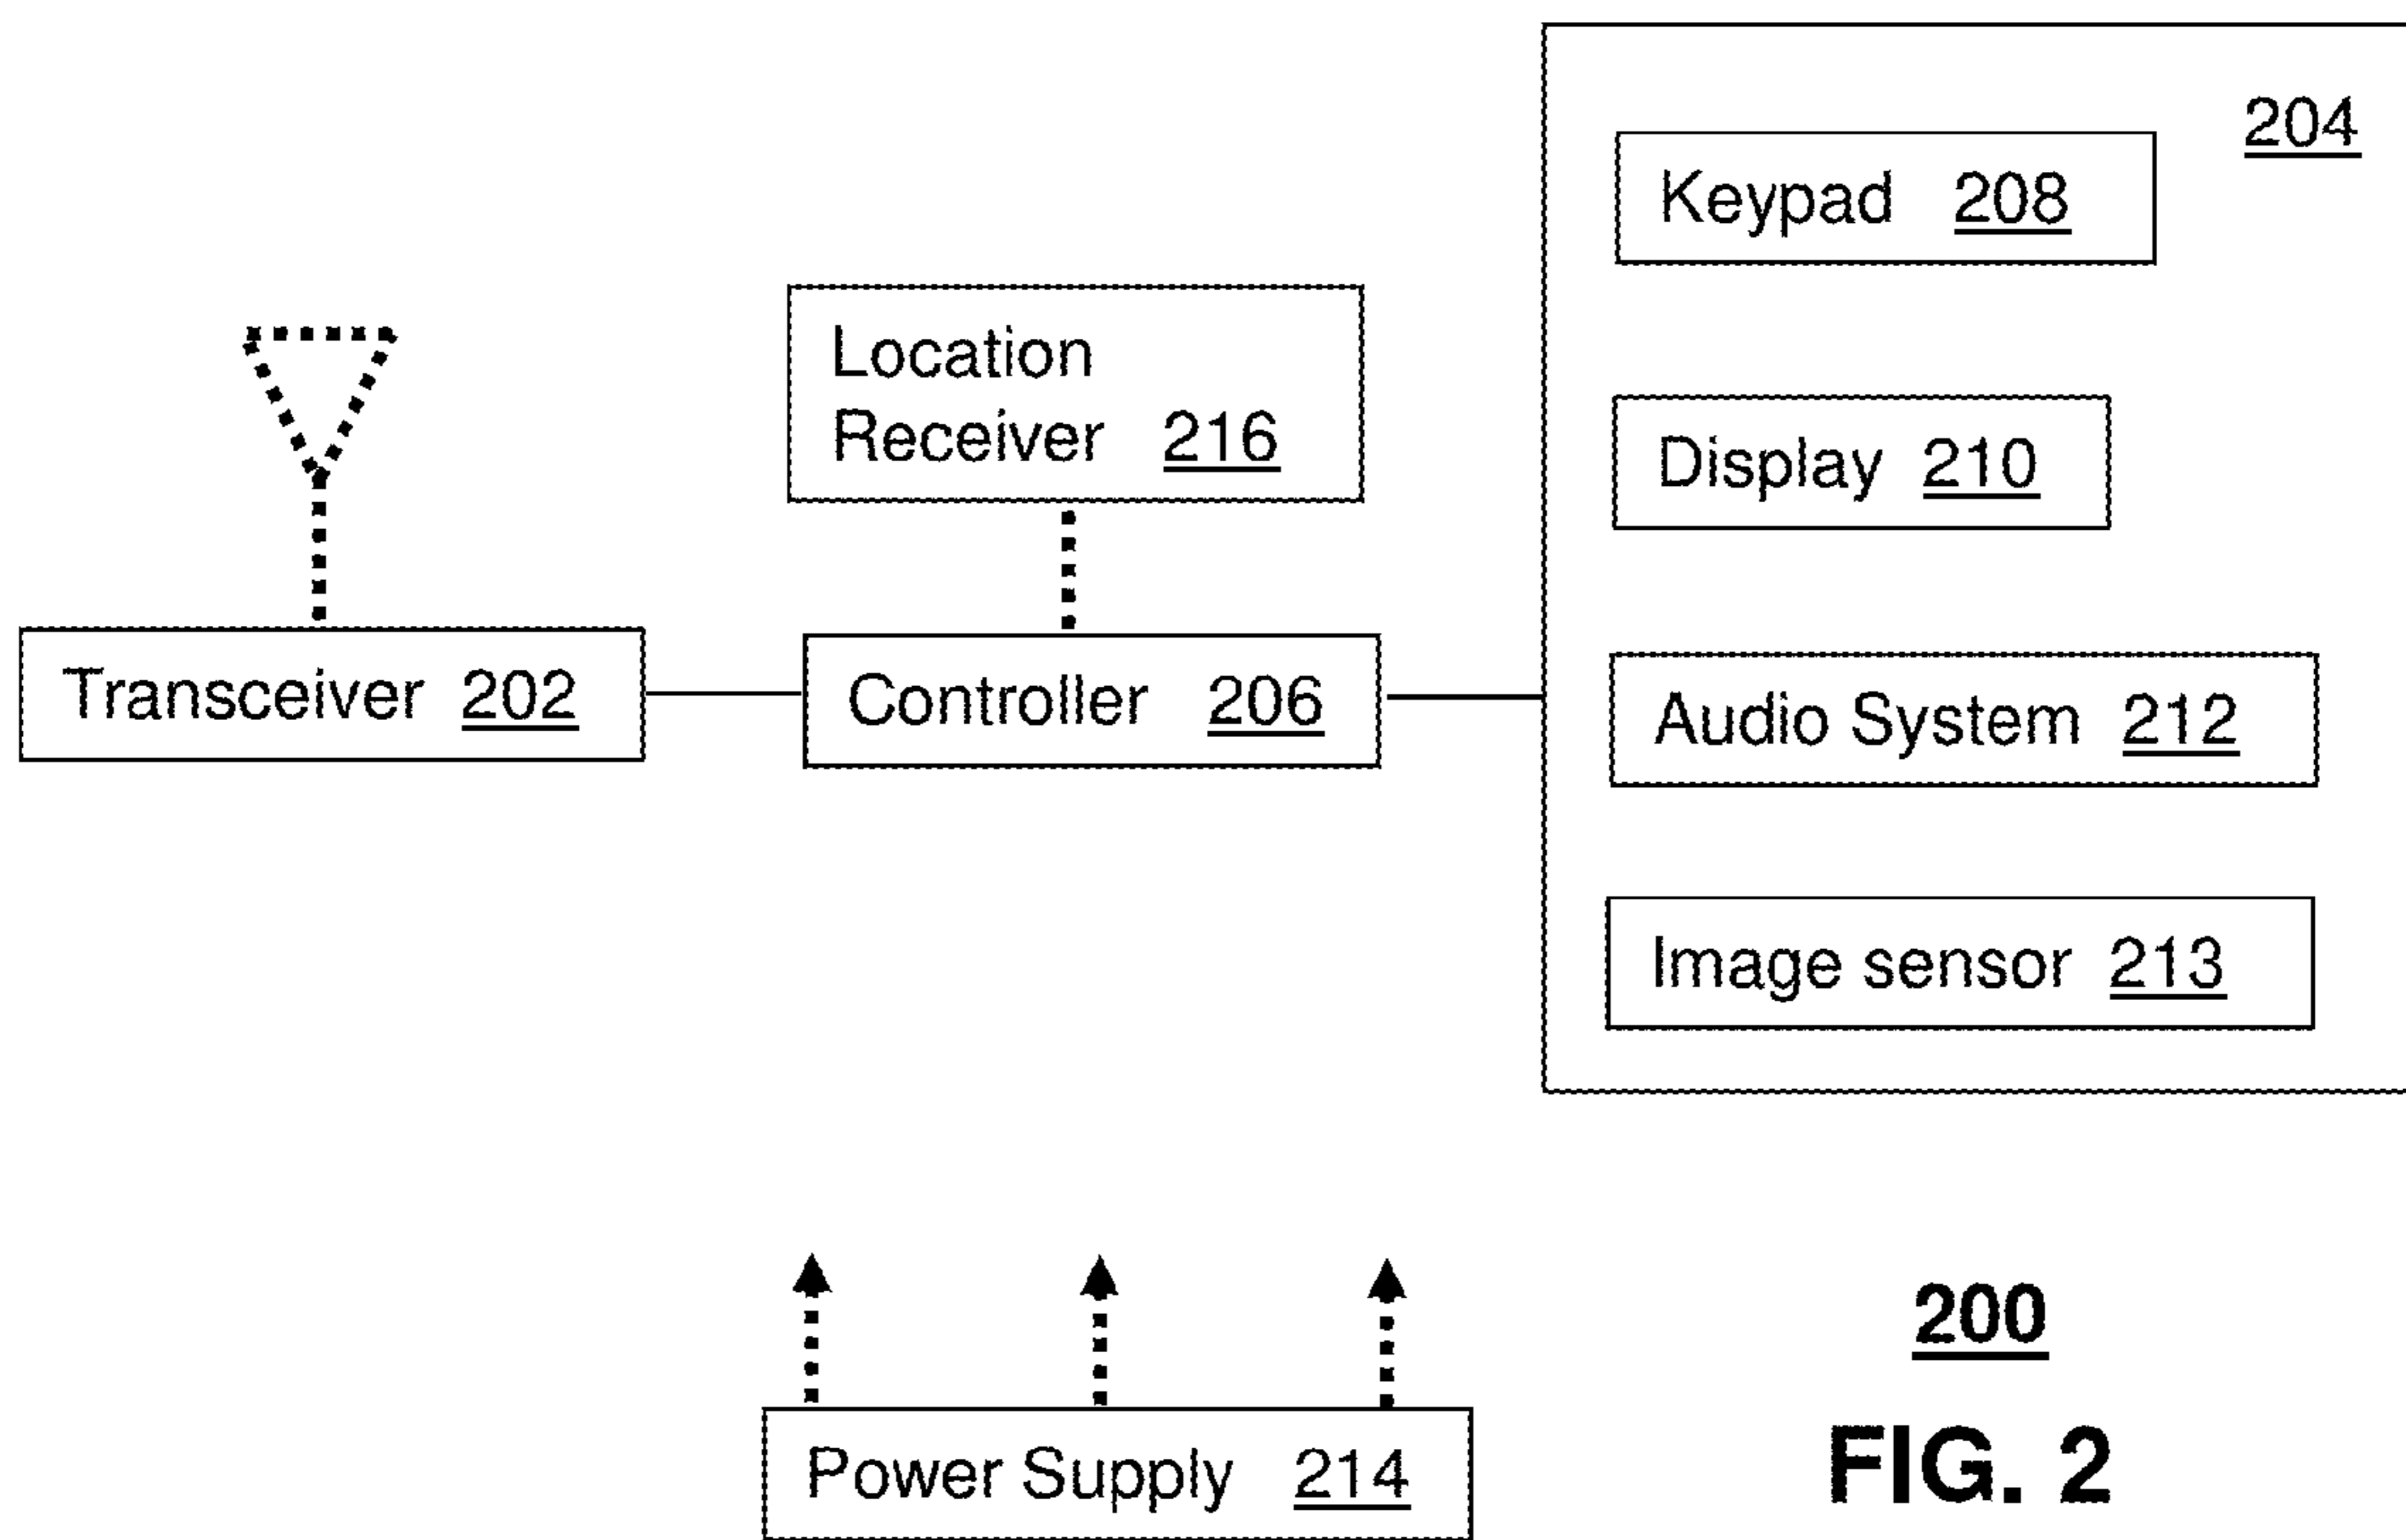 204
Keypad 208
Location
Receiver 216
Display 210
Transceiver 202
Controller 206
Audio System 212
Image sensor 213
200
Power Supply 214
FIG. 2